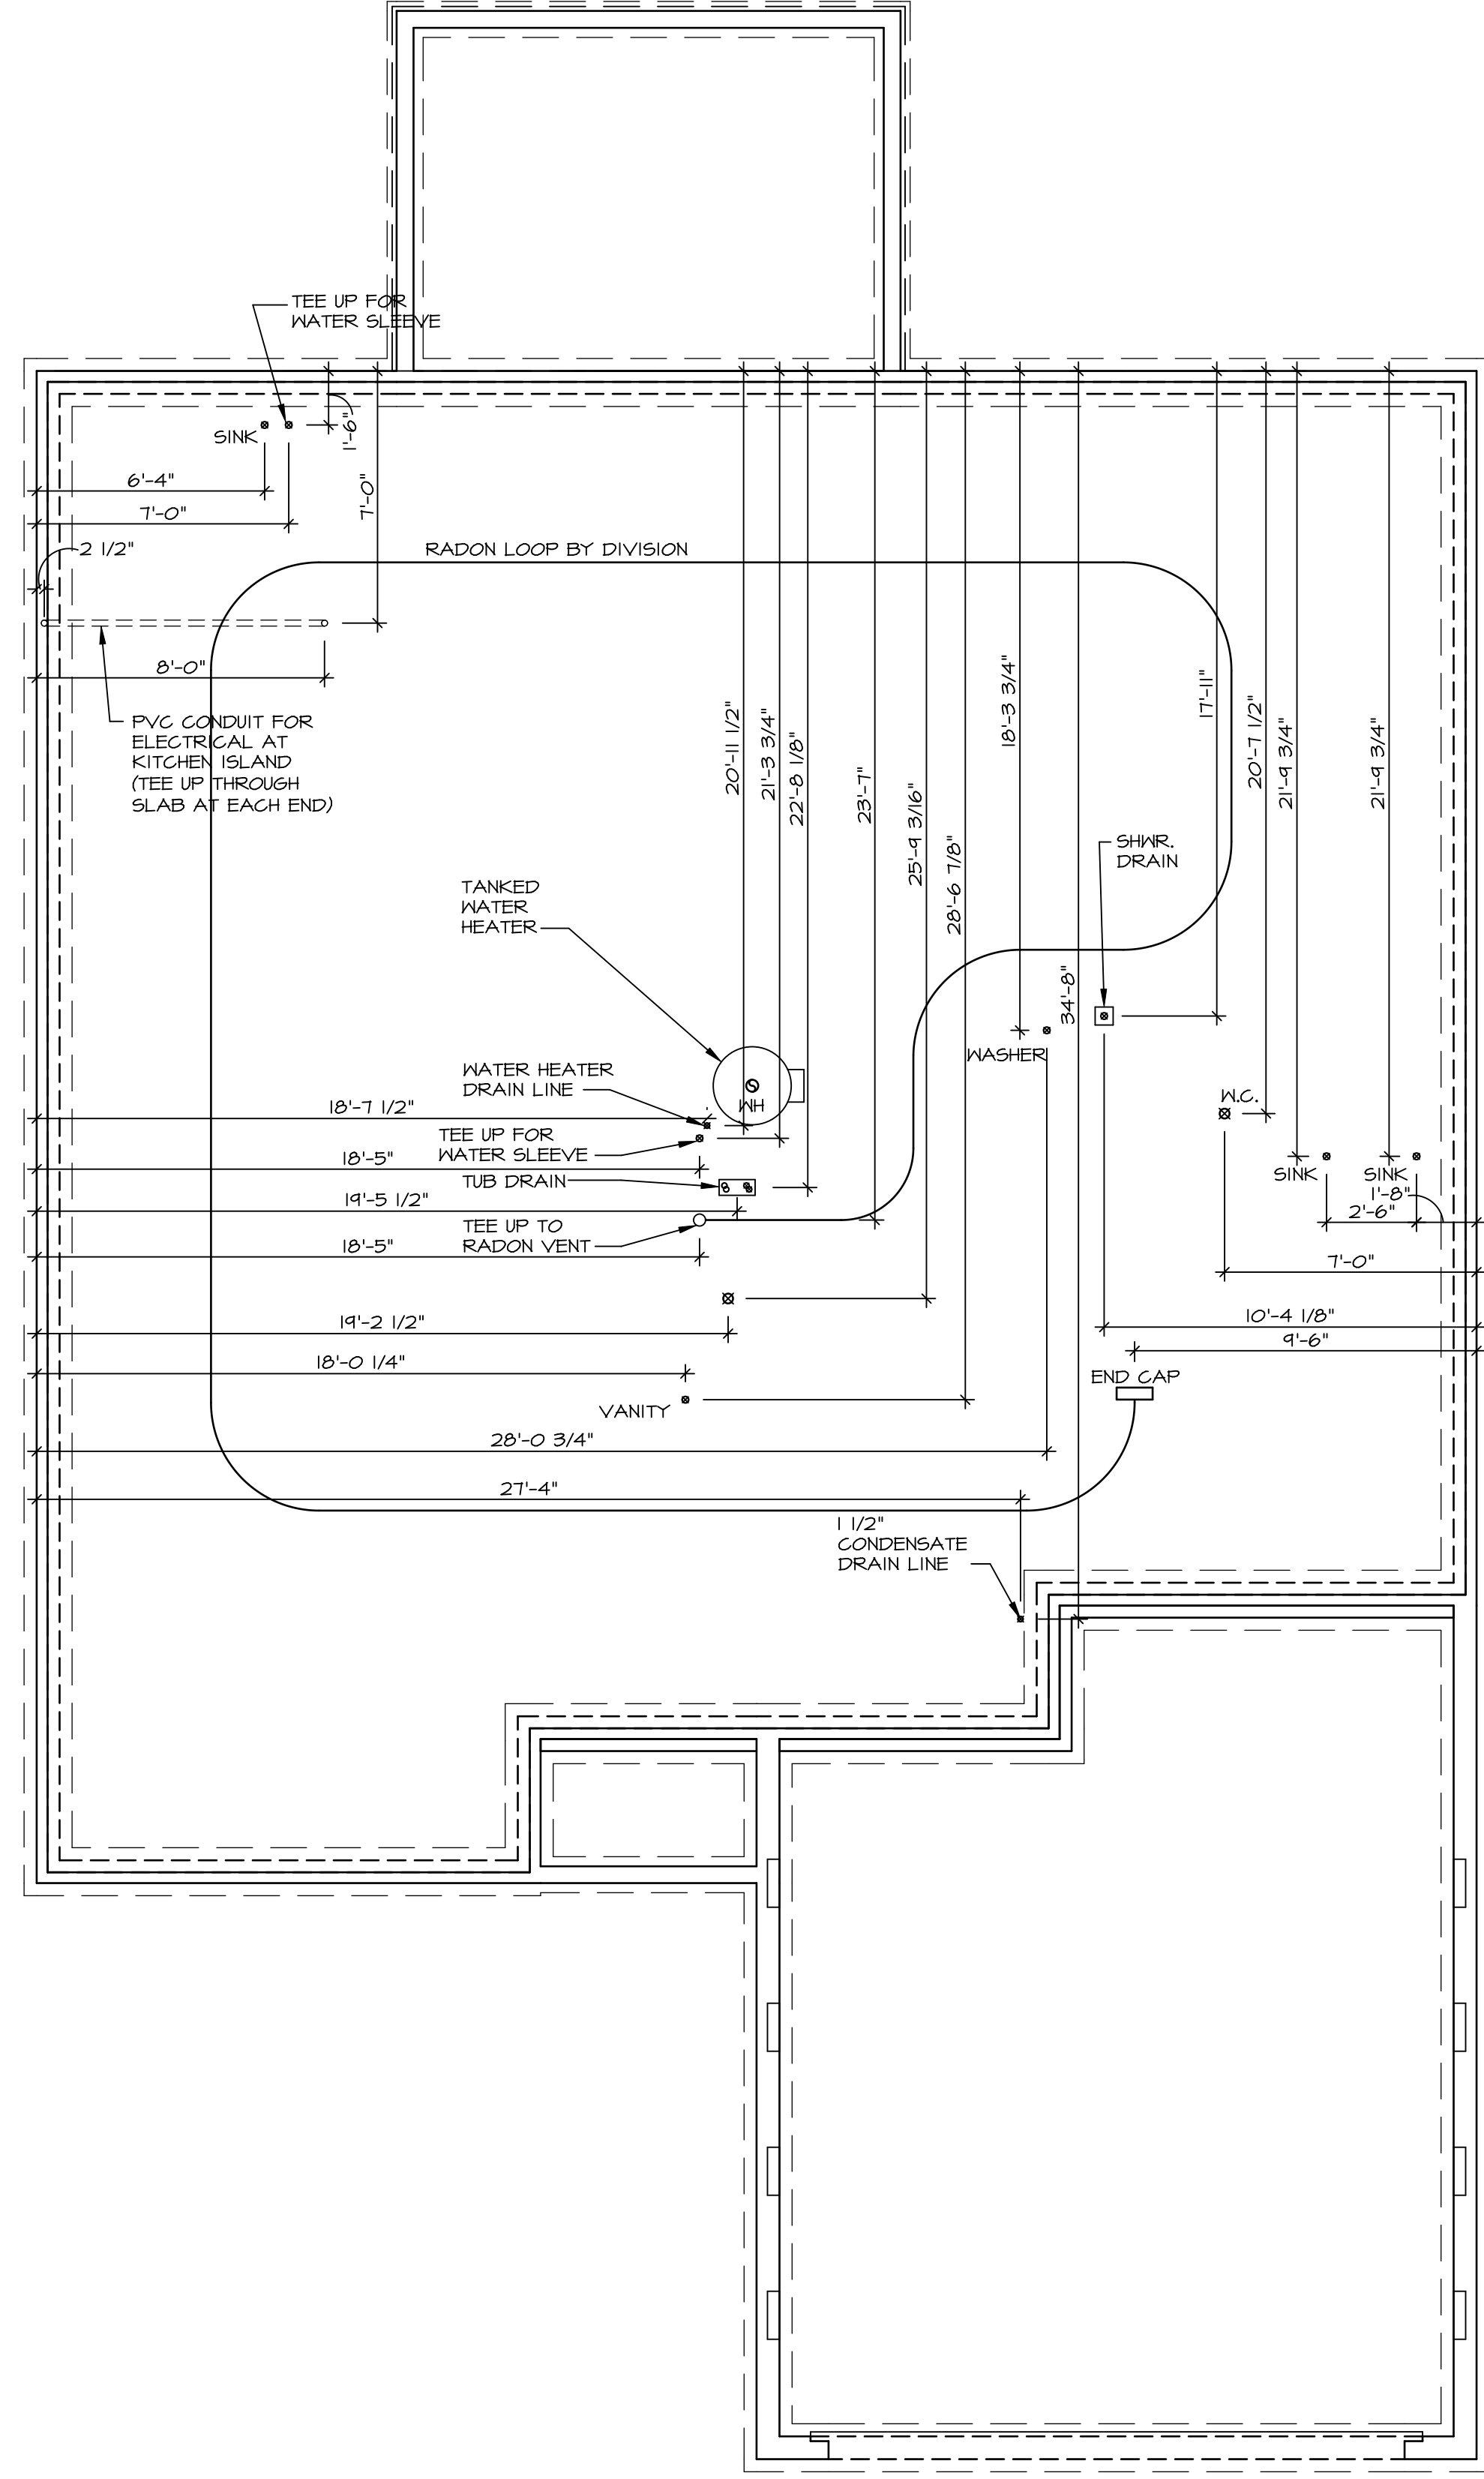 TEE UP FOR
WATER SLEEVE
SINK
1'-6"
6'-4"
7'-0"
7'-0"
2 1/2"
RADON LOOP BY DIVISION
8'-0"
PVC CONDUIT FOR
ELECTRICAL AT
KITCHEN ISLAND
(TEE UP THROUGH
SLAB AT EACH END)
20'-11 1/2"
21'-3 3/4"
22'-8 1/8"
23'-7"
25'-9 3/16"
28'-6 7/8"
18'-3 3/4"
34'-8"
17'-11"
20'-7 1/2"
21'-9 3/4"
21'-9 3/4"
SHWR.
DRAIN
TANKED
WATER
HEATER
WASHER
WATER HEATER
DRAIN LINE
WH
W.C.
18'-7 1/2"
TEE UP FOR
WATER SLEEVE
18'-5"
TUB DRAIN
SINK
SINK
1'-8"
2'-6"
19'-5 1/2"
TEE UP TO
RADON VENT
18'-5"
7'-0"
19'-2 1/2"
10'-4 1/8"
9'-6"
18'-0 1/4"
END CAP
VANITY
28'-0 3/4"
27'-4"
1 1/2"
CONDENSATE
DRAIN LINE